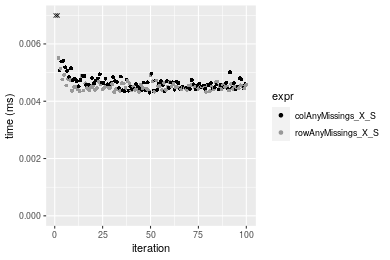 0.006
0.004
0.002
0.000
time (ms)
0
25
50
75
100
iteration
expr
colAnyMissings_X_S
rowAnyMissings_X_S